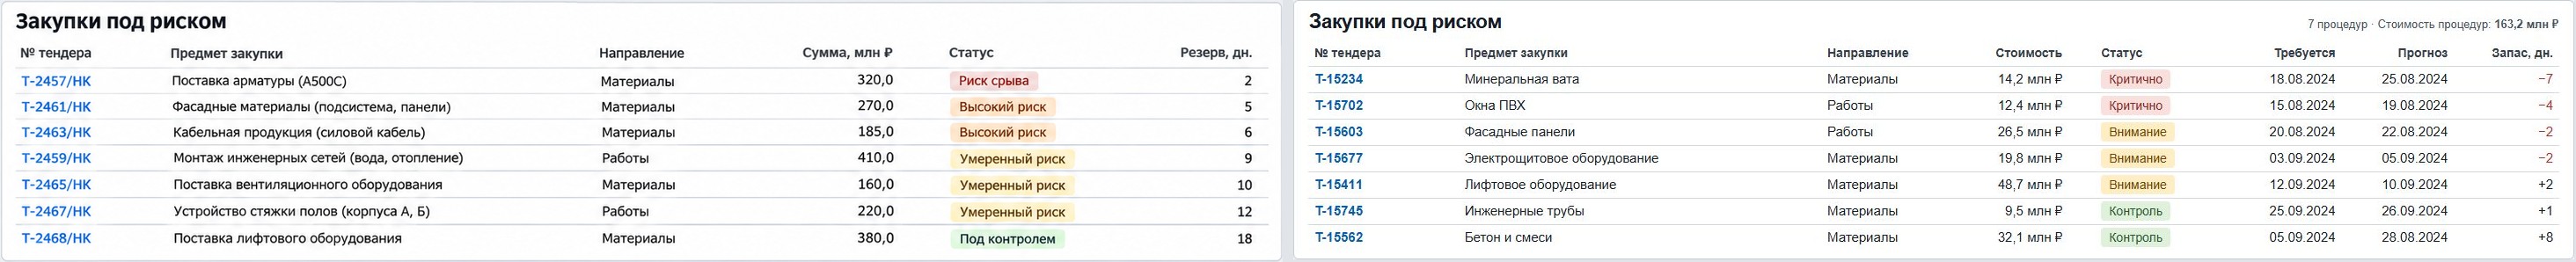 Закупки под риском
№ тендера Предмет закупки Направление Сумма, млн ₽ Статус Резерв, дн.
Т-2457/НК Поставка арматуры (А500С) Материалы 320,0 Риск срыва 2
Т-2461/НК Фасадные материалы (подсистема, панели) Материалы 270,0 Высокий риск 5
Т-2463/НК Кабельная продукция (силовой кабель) Материалы 185,0 Высокий риск 6
Т-2459/НК Монтаж инженерных сетей (вода, отопление) Работы 410,0 Умеренный риск 9
Т-2465/НК Поставка вентиляционного оборудования Материалы 160,0 Умеренный риск 10
Т-2467/НК Устройство стяжки полов (корпуса А, Б) Работы 220,0 Умеренный риск 12
Т-2468/НК Поставка лифтового оборудования Материалы 380,0 Под контролем 18
Закупки под риском
7 процедур · Стоимость процедур: 163,2 млн ₽
№ тендера Предмет закупки Направление Стоимость Статус Требуется Прогноз Запас, дн.
Т-15234 Минеральная вата Материалы 14,2 млн ₽ Критично 18.08.2024 25.08.2024 −7
Т-15702 Окна ПВХ Работы 12,4 млн ₽ Критично 15.08.2024 19.08.2024 −4
Т-15603 Фасадные панели Работы 26,5 млн ₽ Внимание 20.08.2024 22.08.2024 −2
Т-15677 Электрощитовое оборудование Материалы 19,8 млн ₽ Внимание 03.09.2024 05.09.2024 −2
Т-15411 Лифтовое оборудование Материалы 48,7 млн ₽ Внимание 12.09.2024 10.09.2024 +2
Т-15745 Инженерные трубы Материалы 9,5 млн ₽ Контроль 25.09.2024 26.09.2024 +1
Т-15562 Бетон и смеси Материалы 32,1 млн ₽ Контроль 05.09.2024 28.08.2024 +8